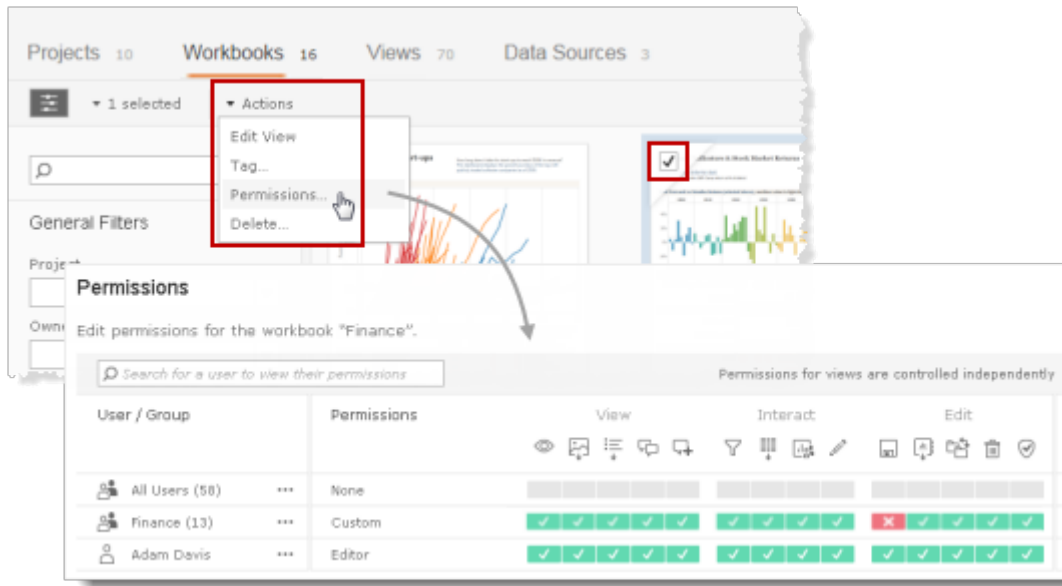 Projects 10 Workbooks 16 Views 70 Data Sources 3
1 selected Actions
Edit View
Tag...
Permissions...
Delete...
General Filters
Project
Permissions
Edit permissions for the workbook "Finance".
Search for a user to view their permissions
Permissions for views are controlled independently
User / Group Permissions View Interact Edit
All Users (58) ... None
Finance (13) ... Custom
Adam Davis ... Editor